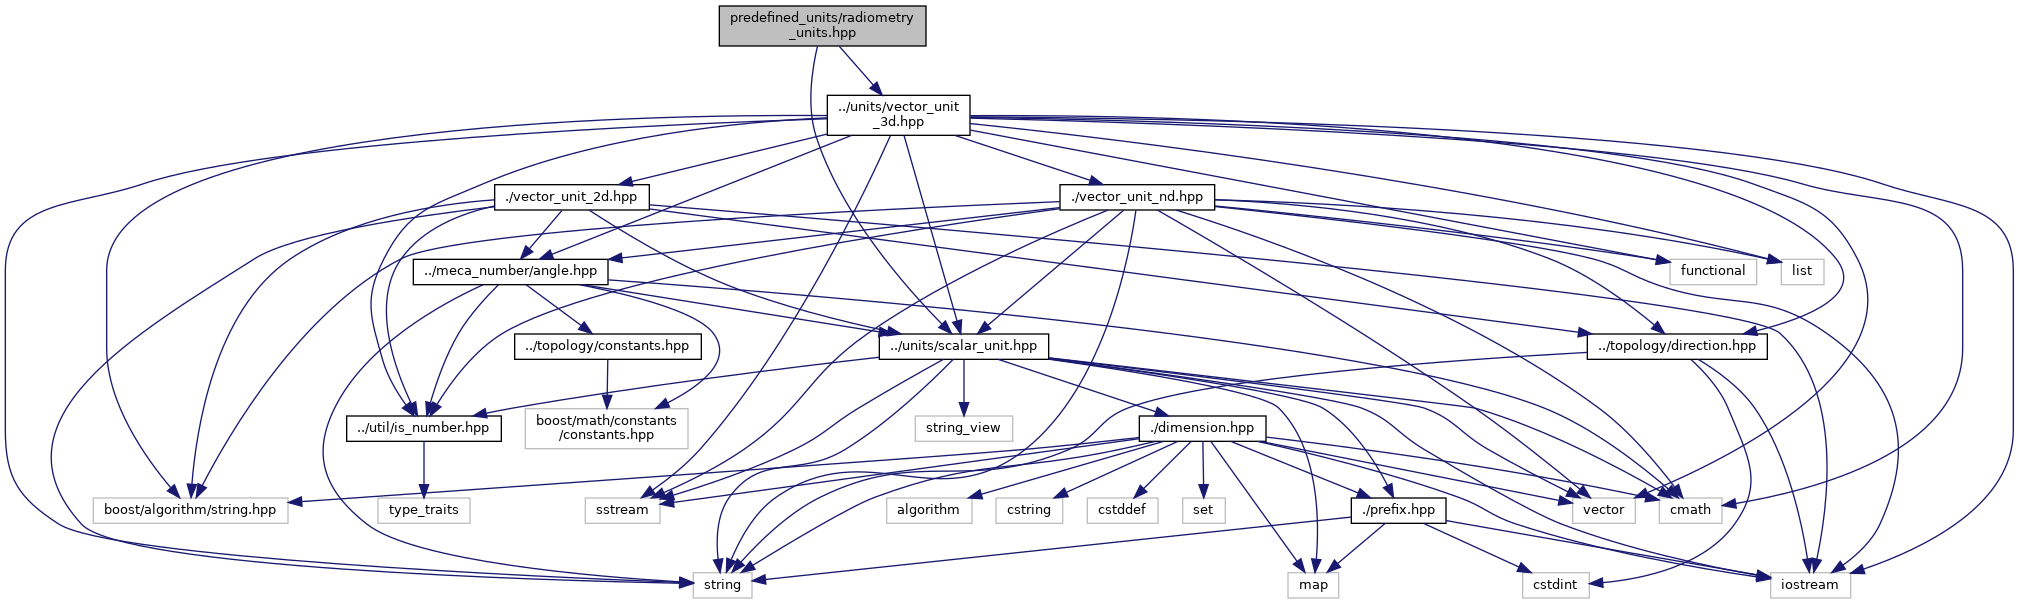 predefined_units/radiometry
_units.hpp
../units/vector_unit
_3d.hpp
./vector_unit_2d.hpp
./vector_unit_nd.hpp
../meca_number/angle.hpp
functional
list
../topology/constants.hpp
../units/scalar_unit.hpp
../topology/direction.hpp
../util/is_number.hpp
boost/math/constants
/constants.hpp
string_view
./dimension.hpp
boost/algorithm/string.hpp
type_traits
sstream
algorithm
cstring
cstddef
set
./prefix.hpp
vector
cmath
string
map
cstdint
iostream